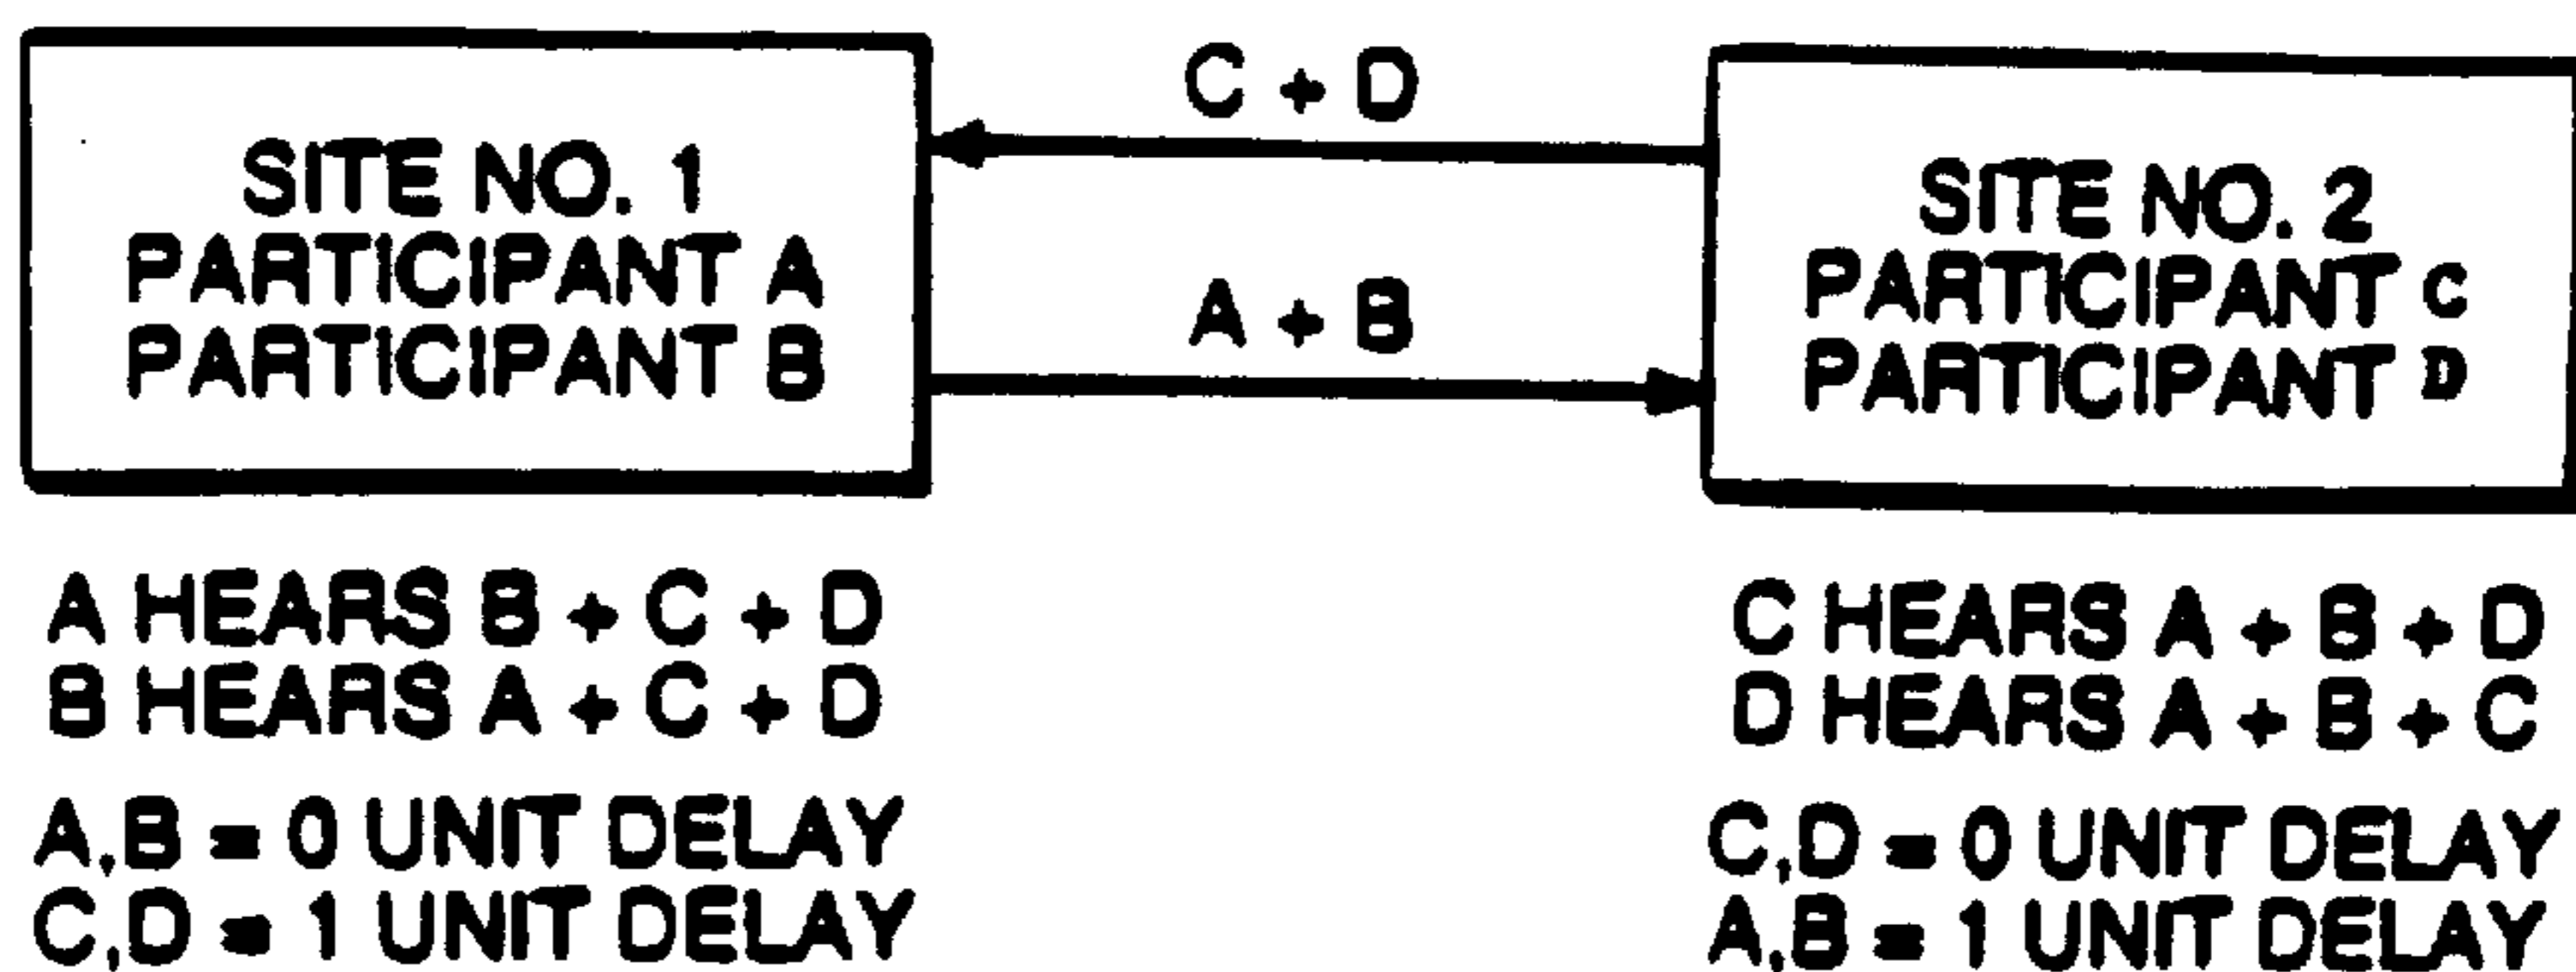 C + D
SITE NO. 1
PARTICIPANT A
PARTICIPANT B
A + B
SITE NO. 2
PARTICIPANT C
PARTICIPANT D
A HEARS B + C + D
B HEARS A + C + D
A,B = 0 UNIT DELAY
C,D = 1 UNIT DELAY
C HEARS A + B + D
D HEARS A + B + C
C,D = 0 UNIT DELAY
A,B = 1 UNIT DELAY